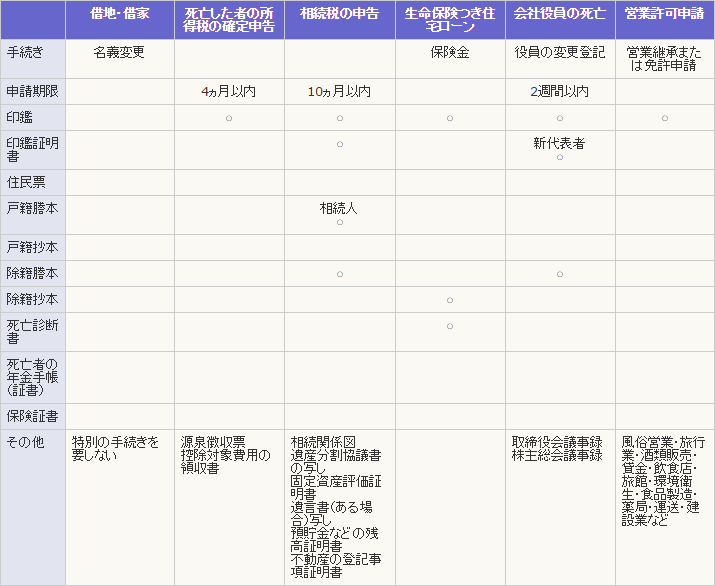 借地・借家
死亡した者の所
得税の確定申告
相続税の申告
生命保険つき住
宅ローン
会社役員の死亡
営業許可申請
手続き
名義変更
保険金
役員の変更登記
営業継承また
は免許申請
申請期限
4ヵ月以内
10ヵ月以内
2週間以内
印鑑
○
○
○
○
○
印鑑証明
書
○
新代表者
○
住民票
戸籍謄本
相続人
○
戸籍抄本
除籍謄本
○
○
除籍抄本
○
死亡診断
書
○
死亡者の
年金手帳
(証書)
保険証書
その他
特別の手続きを
要しない
源泉徴収票
控除対象費用の
領収書
相続関係図
遺産分割協議書
の写し
固定資産評価証
明書
遺言書(ある場
合)写し
預貯金などの残
高証明書
不動産の登記事
項証明書
取締役会議事録
株主総会議事録
風俗営業・旅行
業・酒類販売・
貸金・飲食店・
旅館・環境衛
生・食品製造・
薬局・運送・建
設業など